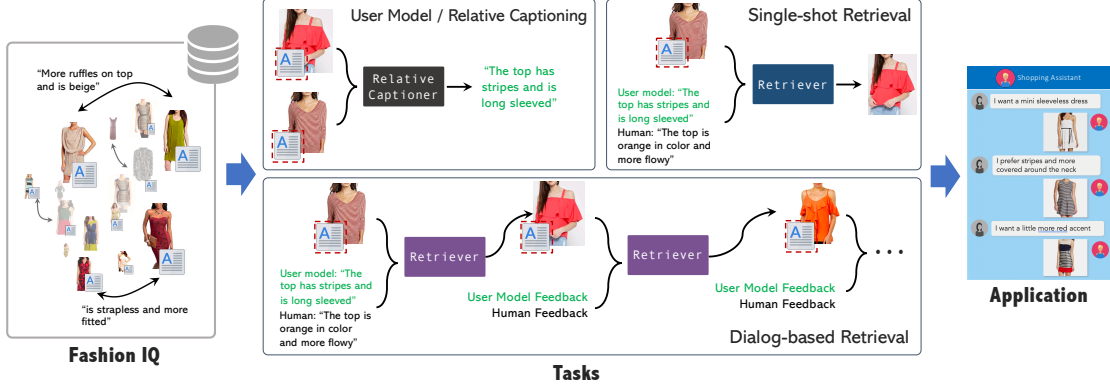 "More ruffles on top
and is beige"
"is strapless and more
fitted"
Fashion IQ
User Model / Relative Captioning
Relative
Captioner
"The top has
stripes and is
long sleeved"
Single-shot Retrieval
User model: "The
top has stripes and
is long sleeved"
Human: "The top is
orange in color and
more flowy"
Retriever
User model: "The
top has stripes and
is long sleeved"
Human: "The top is
orange in color
and more flowy"
Retriever
User Model Feedback
Human Feedback
Retriever
User Model Feedback
Human Feedback
...
Dialog-based Retrieval
Tasks
Shopping Assistant
I want a mini sleeveless dress
I prefer stripes and more
covered around the neck
I want a little more red accent
Application
A
A
A
A
A
A
A
A
A
A